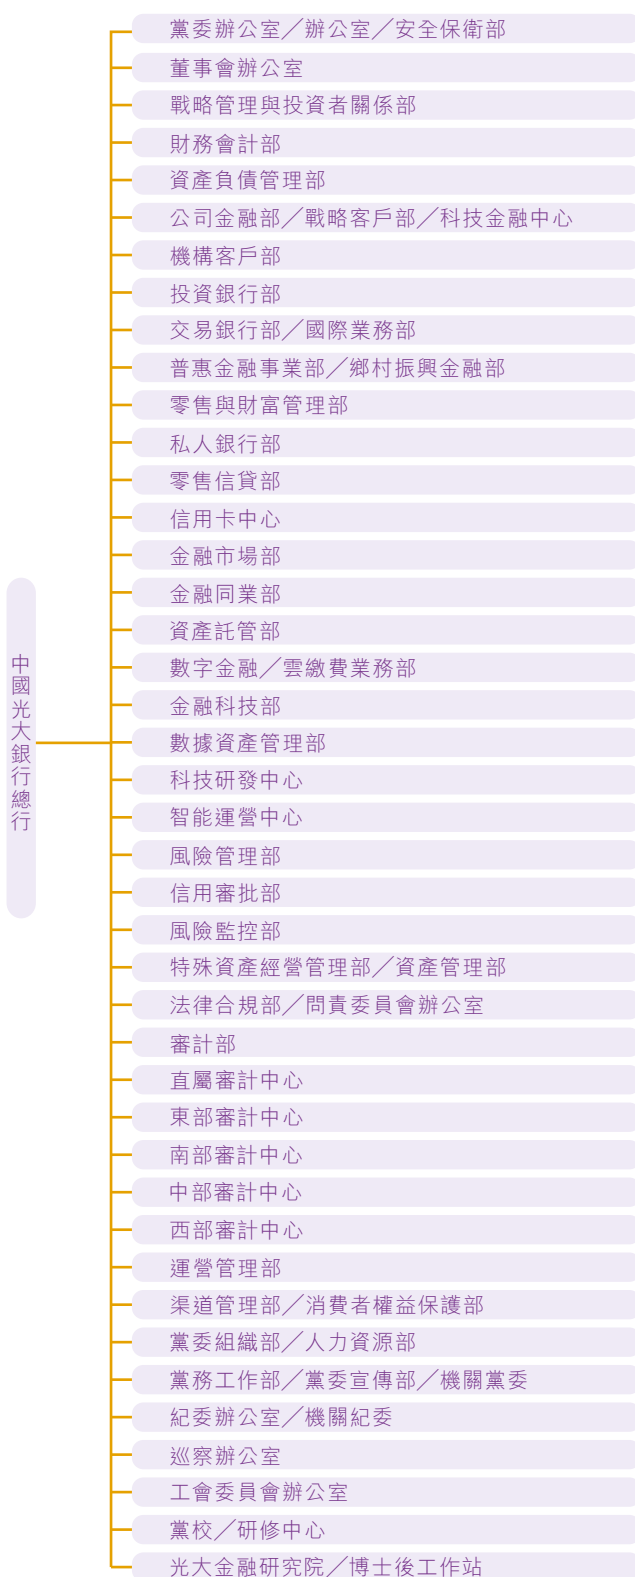 中國光大銀行總行
黨委辦公室╱辦公室╱安全保衛部
董事會辦公室
戰略管理與投資者關係部
財務會計部
資產負債管理部
公司金融部╱戰略客戶部╱科技金融中心
機構客戶部
投資銀行部
交易銀行部╱國際業務部
普惠金融事業部╱鄉村振興金融部
零售與財富管理部
私人銀行部
零售信貸部
信用卡中心
金融市場部
金融同業部
資產託管部
數字金融╱雲繳費業務部
金融科技部
數據資產管理部
科技研發中心
智能運營中心
風險管理部
信用審批部
風險監控部
特殊資產經營管理部╱資產管理部
法律合規部╱問責委員會辦公室
審計部
直屬審計中心
東部審計中心
南部審計中心
中部審計中心
西部審計中心
運營管理部
渠道管理部╱消費者權益保護部
黨委組織部╱人力資源部
黨務工作部╱黨委宣傳部╱機關黨委
紀委辦公室╱機關紀委
巡察辦公室
工會委員會辦公室
黨校╱研修中心
光大金融研究院╱博士後工作站